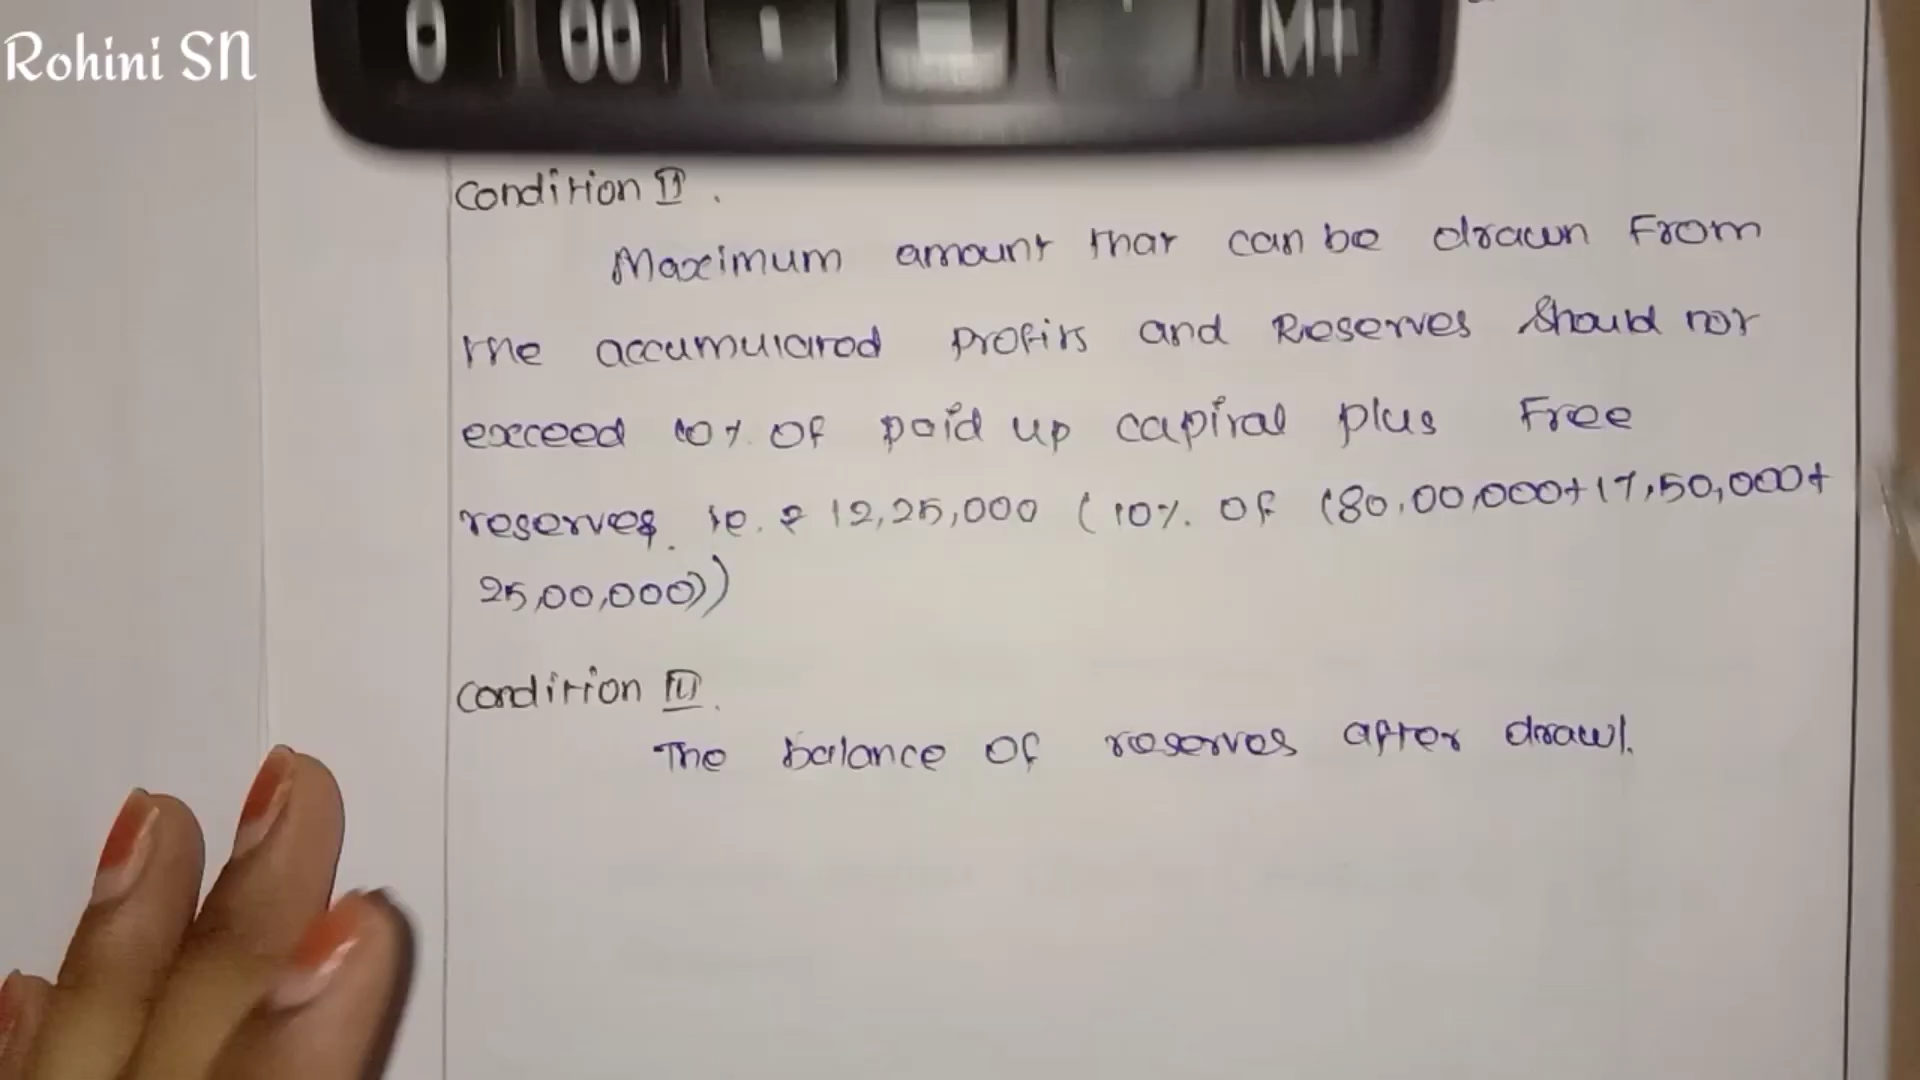 Rohini SN
0 00 M+
Condition II.
Maximum amount that can be drawn From
the accumulated profits and Reserves should not
exceed 10% of paid up capital plus Free
reserves. ie. ₹ 12,25,000 (10% of (80,00,000+17,50,000+
25,00,000))
Condition III.
The balance of reserves after drawl.